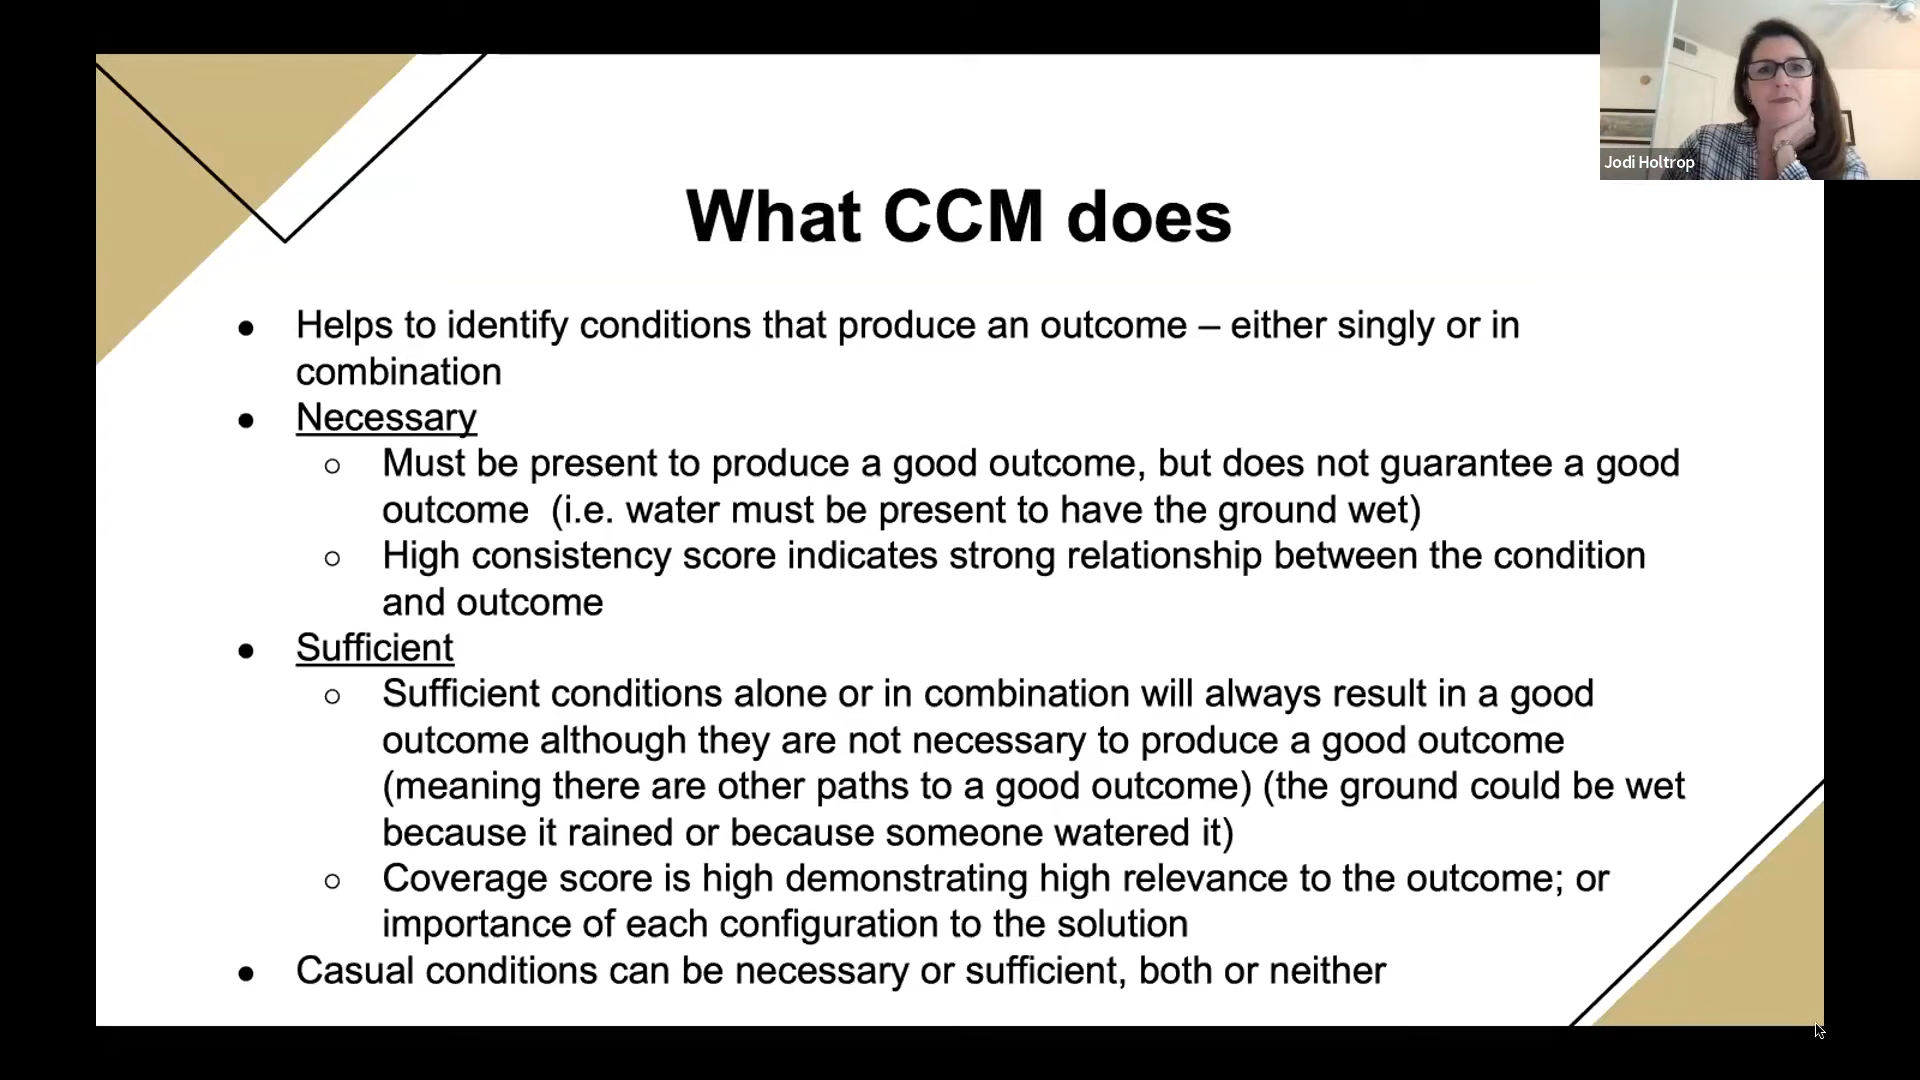 Jodi Holtrop
What CCM does
● Helps to identify conditions that produce an outcome – either singly or in
combination
● Necessary
○ Must be present to produce a good outcome, but does not guarantee a good
outcome (i.e. water must be present to have the ground wet)
○ High consistency score indicates strong relationship between the condition
and outcome
● Sufficient
○ Sufficient conditions alone or in combination will always result in a good
outcome although they are not necessary to produce a good outcome
(meaning there are other paths to a good outcome) (the ground could be wet
because it rained or because someone watered it)
○ Coverage score is high demonstrating high relevance to the outcome; or
importance of each configuration to the solution
● Casual conditions can be necessary or sufficient, both or neither